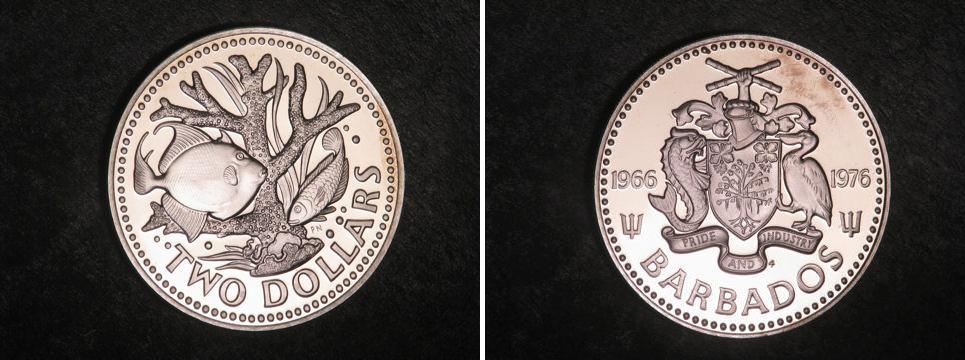 TWO DOLLARS
PN
1966 1976
PRIDE AND INDUSTRY
BARBADOS